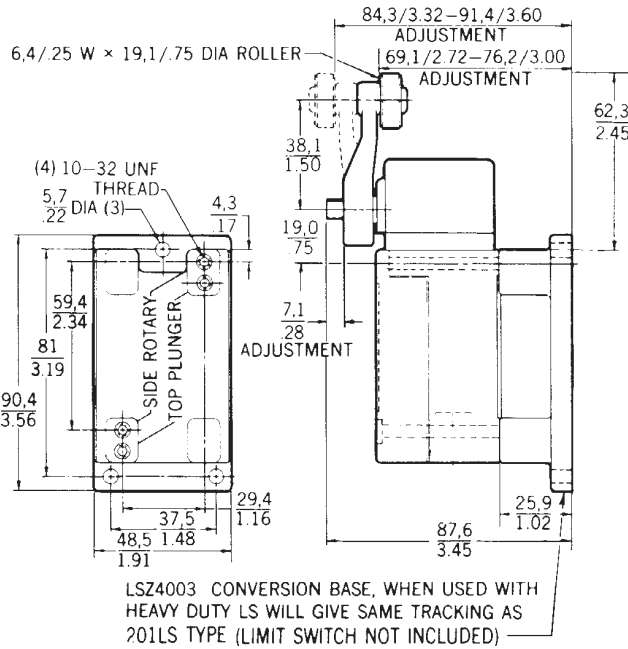 84,3/3.32–91,4/3.60
ADJUSTMENT
6,4/.25 W × 19,1/.75 DIA ROLLER
69,1/2.72–76,2/3.00
ADJUSTMENT
62,3
2.45
38,1
1.50
(4) 10–32 UNF
THREAD
5,7
.22
DIA (3)
4,3
.17
19,0
.75
59,4
2.34
SIDE ROTARY
TOP PLUNGER
7,1
.28
ADJUSTMENT
81
3.19
90,4
3.56
29,4
1.16
37,5
1.48
48,5
1.91
25,9
1.02
87,6
3.45
LSZ4003 CONVERSION BASE, WHEN USED WITH
HEAVY DUTY LS WILL GIVE SAME TRACKING AS
201LS TYPE (LIMIT SWITCH NOT INCLUDED)